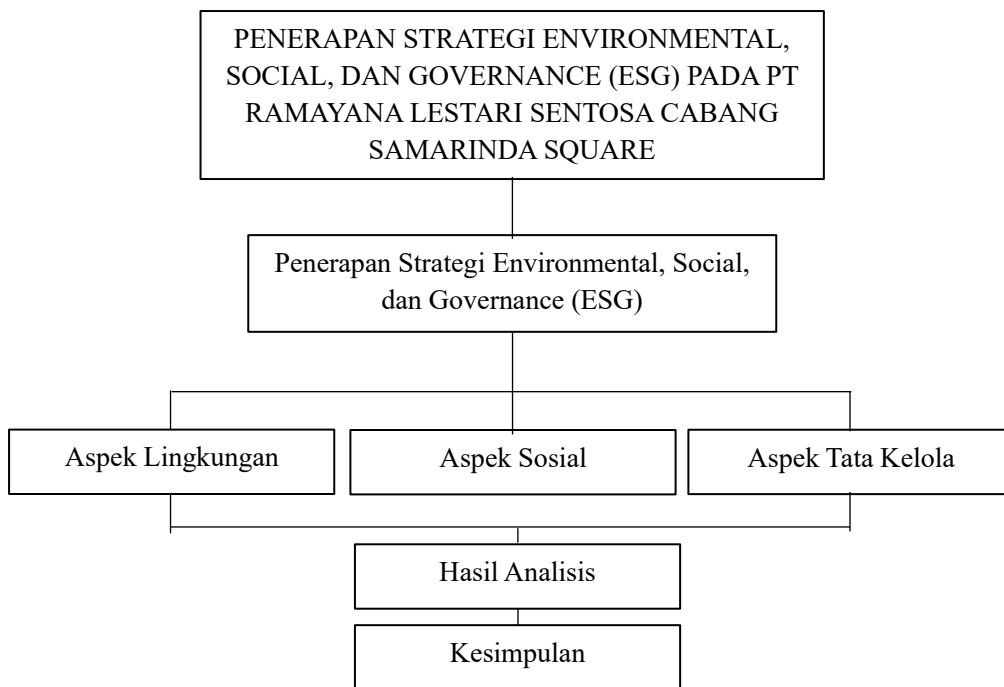 PENERAPAN STRATEGI ENVIRONMENTAL,
SOCIAL, DAN GOVERNANCE (ESG) PADA PT
RAMAYANA LESTARI SENTOSA CABANG
SAMARINDA SQUARE
Penerapan Strategi Environmental, Social,
dan Governance (ESG)
Aspek Lingkungan
Aspek Sosial
Aspek Tata Kelola
Hasil Analisis
Kesimpulan